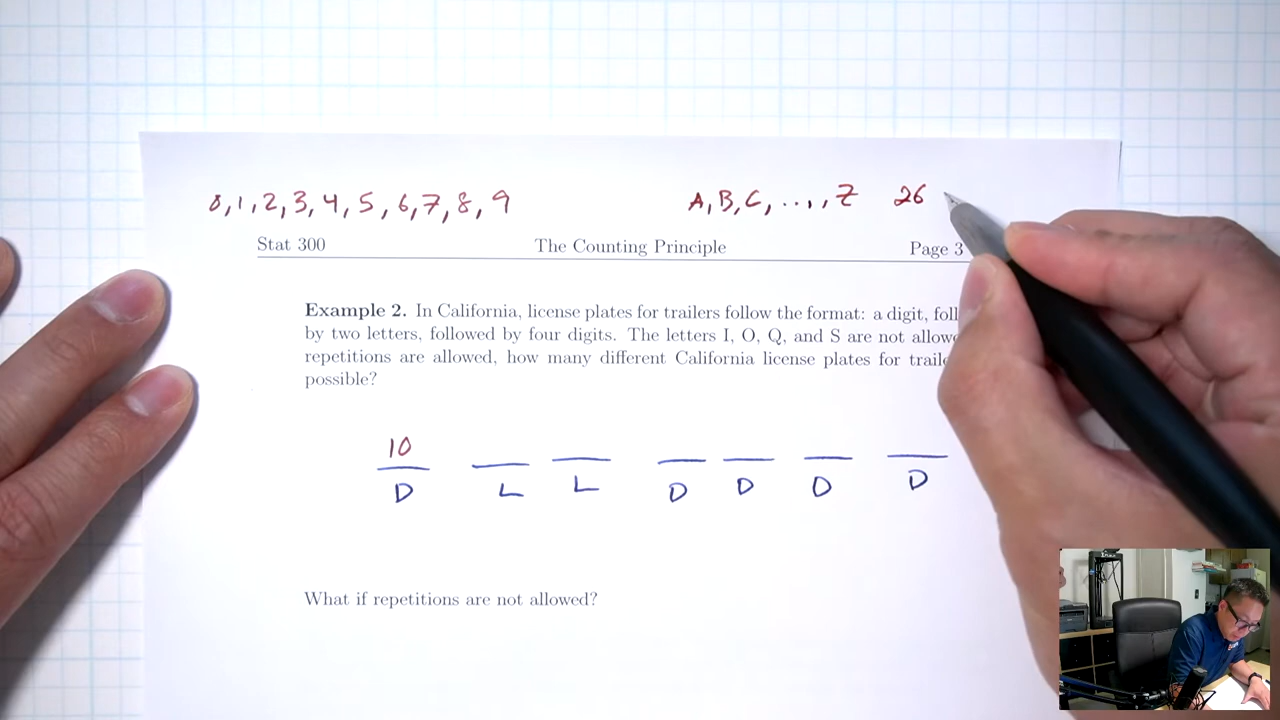 0,1,2,3,4,5,6,7,8,9 A,B,C,...,Z 26
Stat 300 The Counting Principle Page 3
Example 2. In California, license plates for trailers follow the format: a digit,
by two letters, followed by four digits. The letters I, O, Q, and S are not
repetitions are allowed, how many different California license plates for
possible?
10
D L L D D D D
What if repetitions are not allowed?